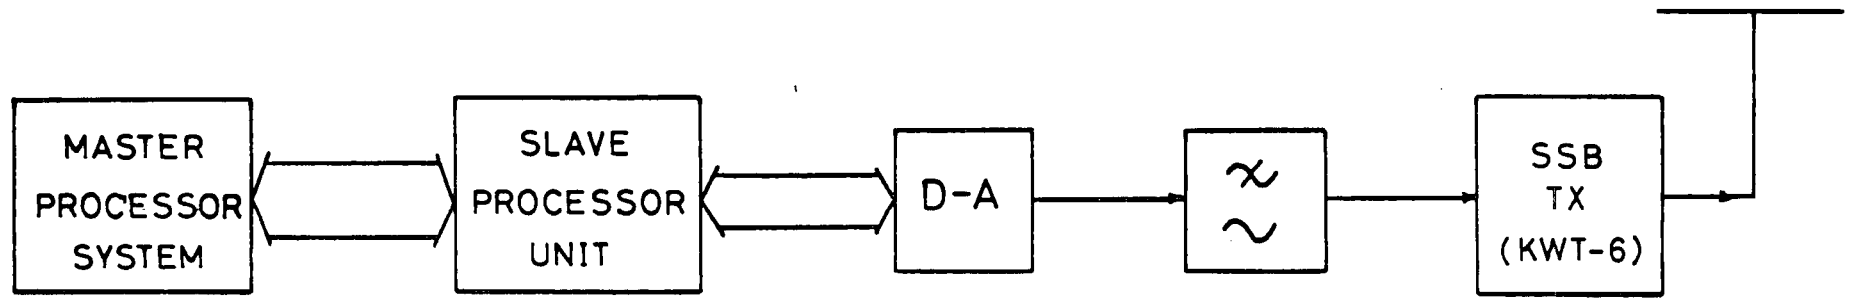 MASTER
PROCESSOR
SYSTEM
SLAVE
PROCESSOR
UNIT
D-A
SSB
TX
(KWT-6)